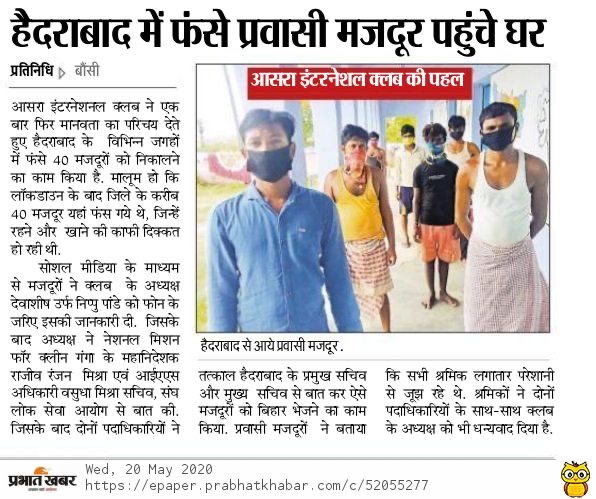 हैदराबाद में फंसे प्रवासी मजदूर पहुंचे घर
प्रतिनिधि ▷ बौंसी
आसरा इंटरनेशनल क्लब ने एक
बार फिर मानवता का परिचय देते
हुए हैदराबाद के विभिन्न जगहों
में फंसे 40 मजदूरों को निकालने
का काम किया है. मालूम हो कि
लॉकडाउन के बाद जिले के करीब
40 मजदूर यहां फंस गये थे, जिन्हें
रहने और खाने की काफी दिक्कत
हो रही थी.
सोशल मीडिया के माध्यम
से मजदूरों ने क्लब के अध्यक्ष
देवाशीष उर्फ निप्पु पांडे को फोन के
जरिए इसकी जानकारी दी. जिसके
बाद अध्यक्ष ने नेशनल मिशन
फॉर क्लीन गंगा के महानिदेशक
राजीव रंजन मिश्रा एवं आईएएस
अधिकारी वसुधा मिश्रा सचिव, संघ
लोक सेवा आयोग से बात की.
जिसके बाद दोनों पदाधिकारियों ने
आसरा इंटरनेशल क्लब की पहल
हैदराबाद से आये प्रवासी मजदूर.
तत्काल हैदराबाद के प्रमुख सचिव
और मुख्य सचिव से बात कर ऐसे
मजदूरों को बिहार भेजने का काम
किया. प्रवासी मजदूरों ने बताया
कि सभी श्रमिक लगातार परेशानी
से जूझ रहे थे. श्रमिकों ने दोनों
पदाधिकारियों के साथ-साथ क्लब
के अध्यक्ष को भी धन्यवाद दिया है.
प्रभात खबर
Wed, 20 May 2020
https://epaper.prabhatkhabar.com/c/52055277